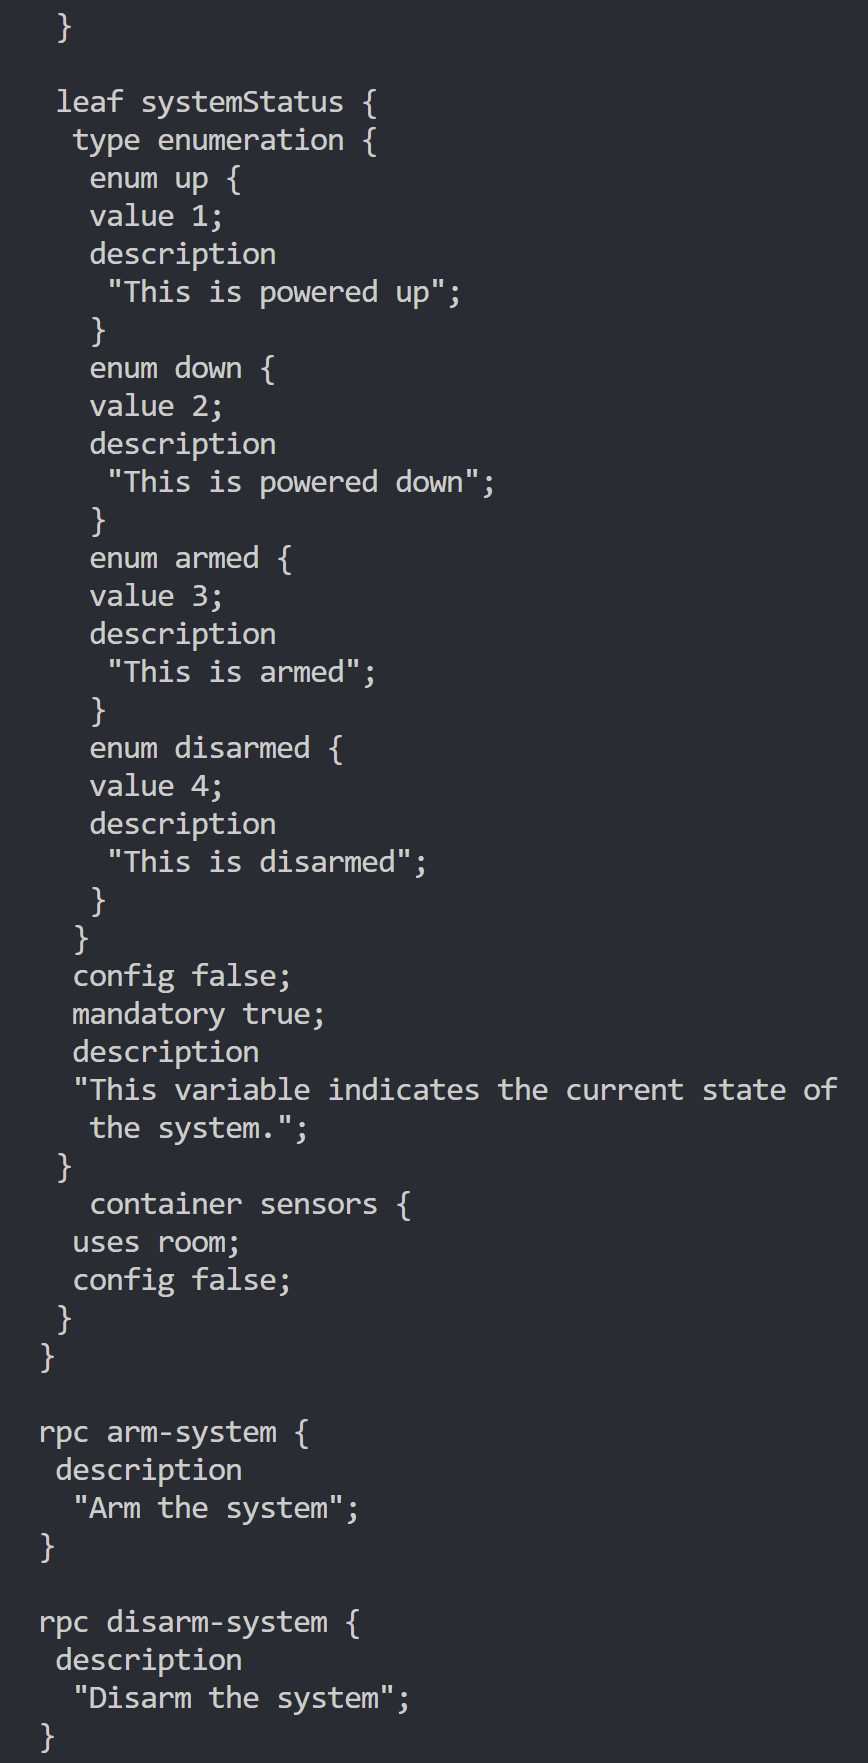 }
leaf systemStatus {
type enumeration {
enum up {
value 1;
description
"This is powered up";
}
enum down {
value 2;
description
"This is powered down";
}
enum armed {
value 3;
description
"This is armed";
}
enum disarmed {
value 4;
description
"This is disarmed";
}
}
config false;
mandatory true;
description
"This variable indicates the current state of
the system.";
}
container sensors {
uses room;
config false;
}
}
rpc arm-system {
description
"Arm the system";
}
rpc disarm-system {
description
"Disarm the system";
}